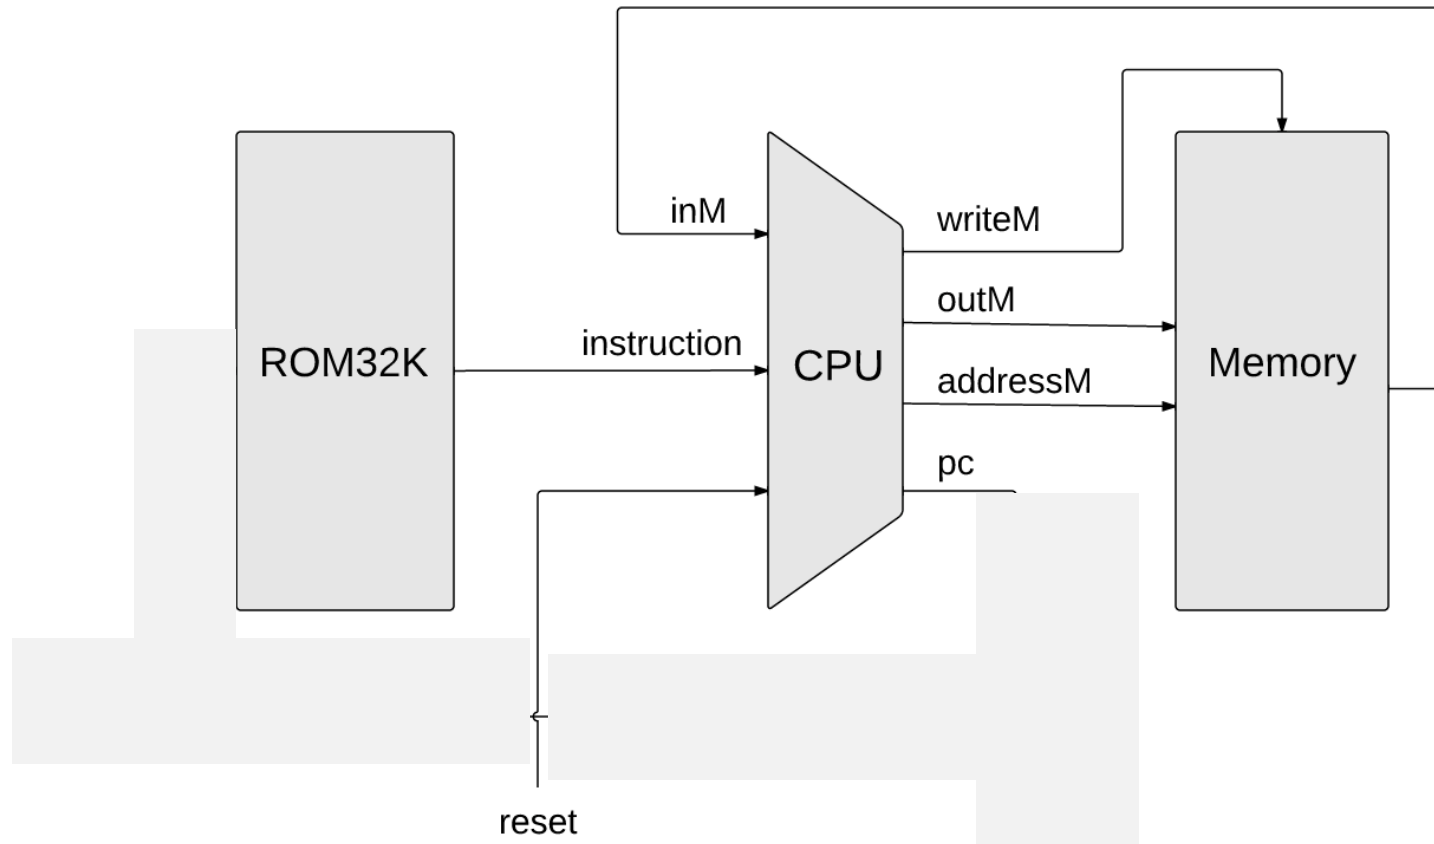 inM
writeM
outM
instruction
ROM32K
CPU
Memory
addressM
pc
reset